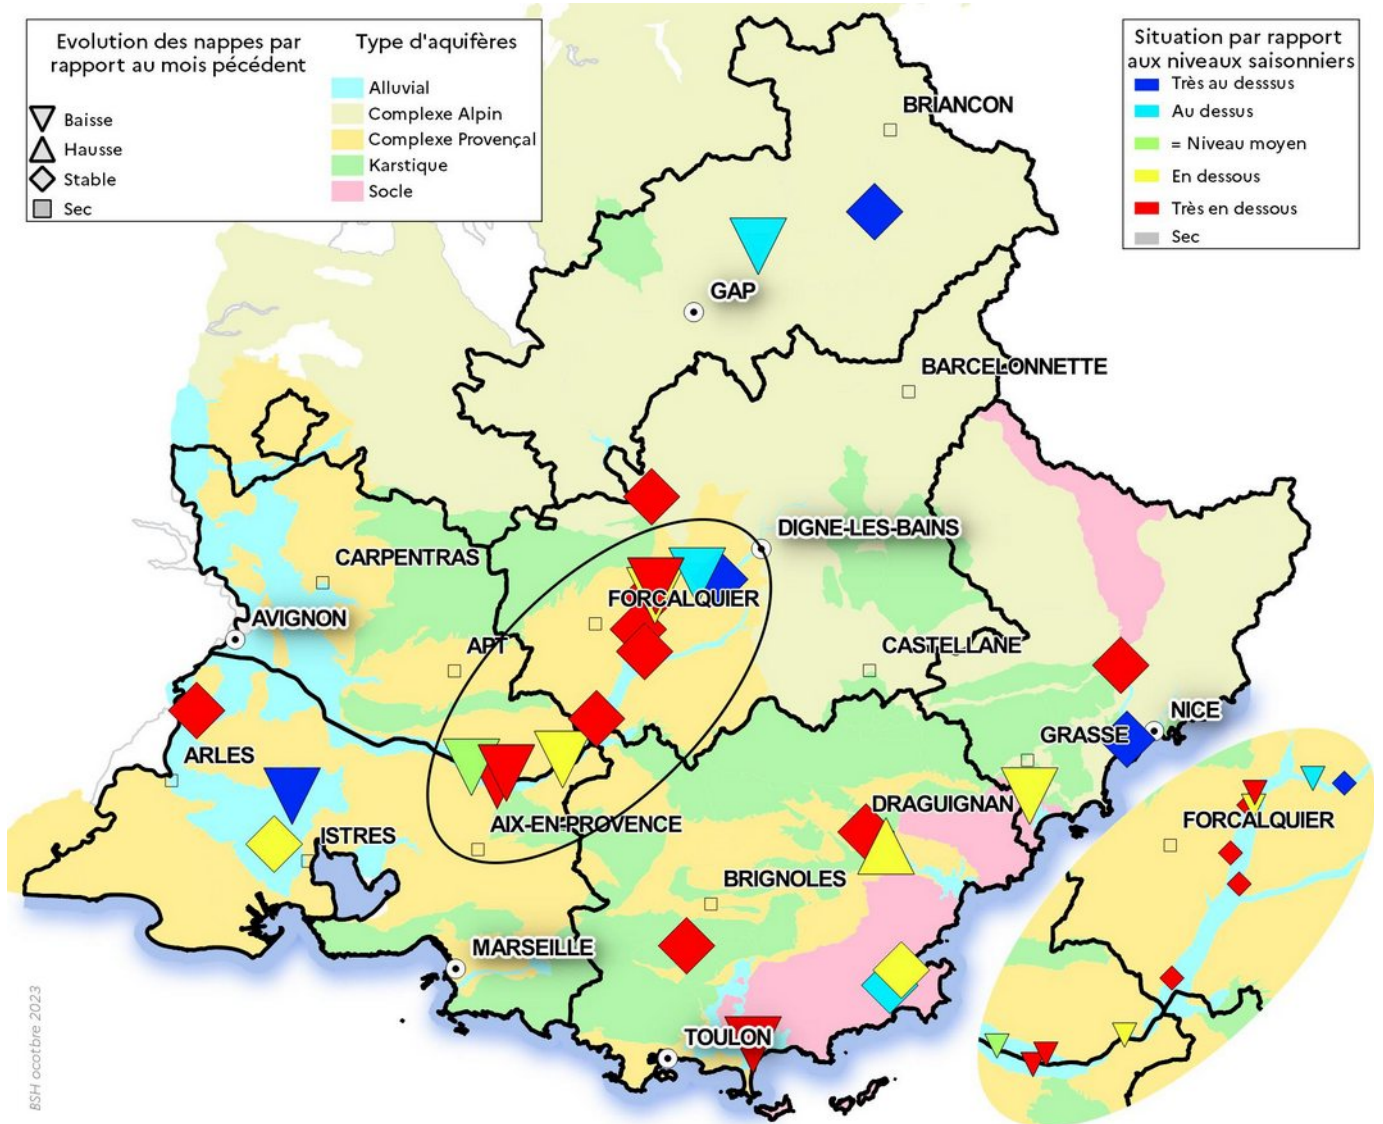 Evolution des nappes par
rapport au mois pécédent
Baisse
Hausse
Stable
Sec
Type d'aquifères
Alluvial
Complexe Alpin
Complexe Provençal
Karstique
Socle
Situation par rapport
aux niveaux saisonniers
Très au desssus
Au dessus
= Niveau moyen
En dessous
Très en dessous
Sec
BRIANCON
GAP
BARCELONNETTE
DIGNE-LES-BAINS
CARPENTRAS
FORCALQUIER
AVIGNON
APT
CASTELLANE
NICE
GRASSE
ARLES
DRAGUIGNAN
AIX-EN-PROVENCE
ISTRES
FORCALQUIER
BRIGNOLES
MARSEILLE
TOULON
BSH ocotbre 2023